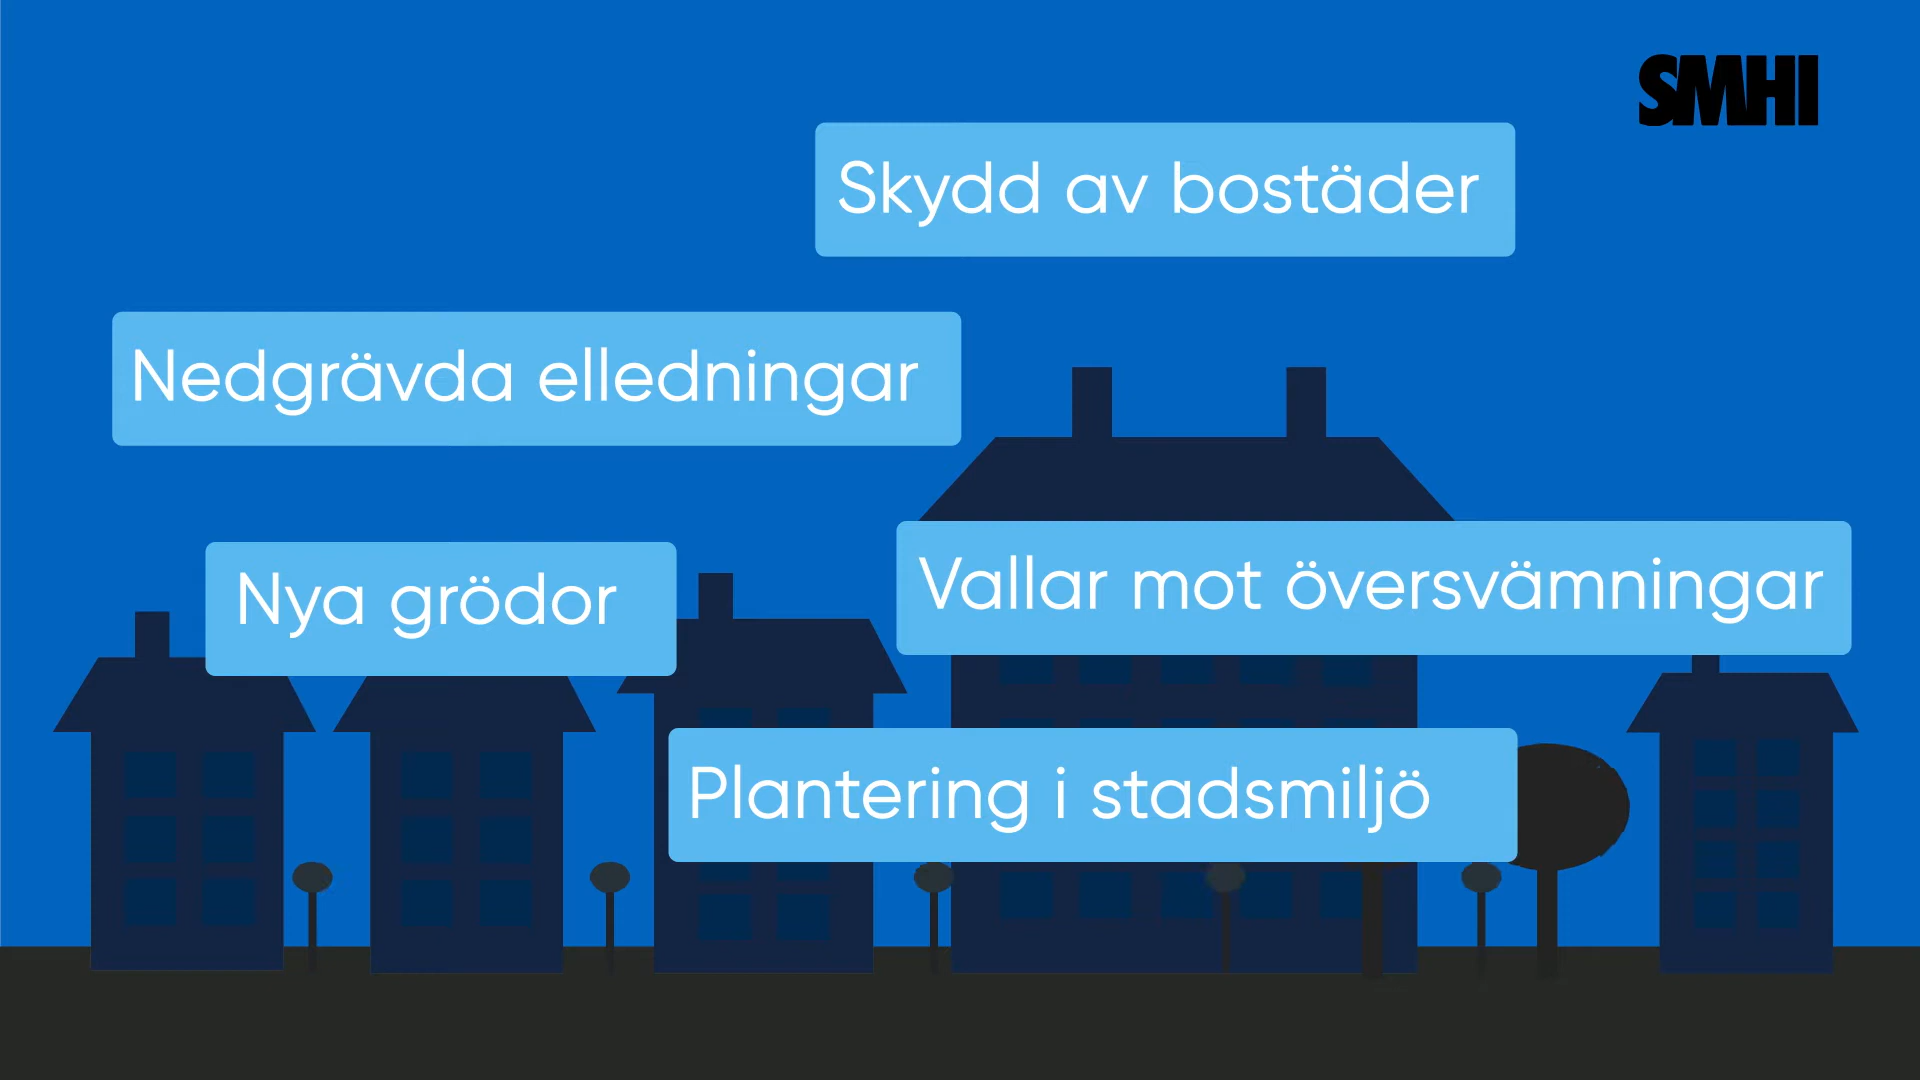 SMHI
Skydd av bostäder
Nedgrävda elledningar
Vallar mot översvämningar
Nya grödor
Plantering i stadsmiljö